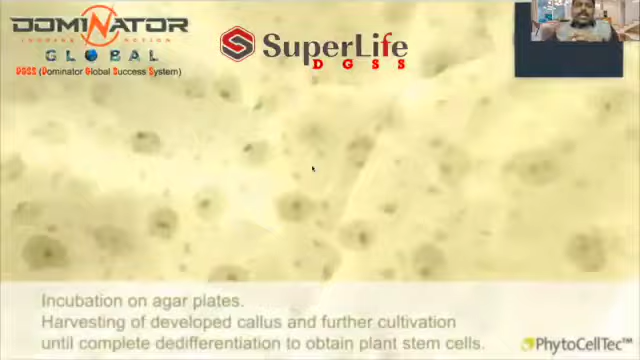 DOMINATOR
GLOBAL
DGSS (Dominator Global Success System)
SuperLife
D G S S
Incubation on agar plates.
Harvesting of developed callus and further cultivation
until complete dedifferentiation to obtain plant stem cells.
PhytoCellTec™